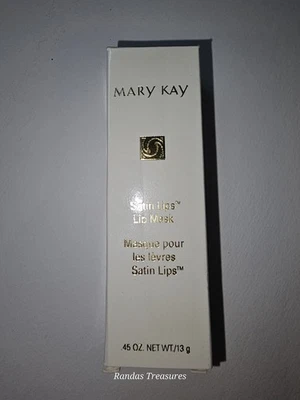 MARY KAY
Satin Lips™
Lip Mask
Masque pour
les lèvres
Satin Lips™
.45 OZ. NET WT./13 g
Randas Treasures